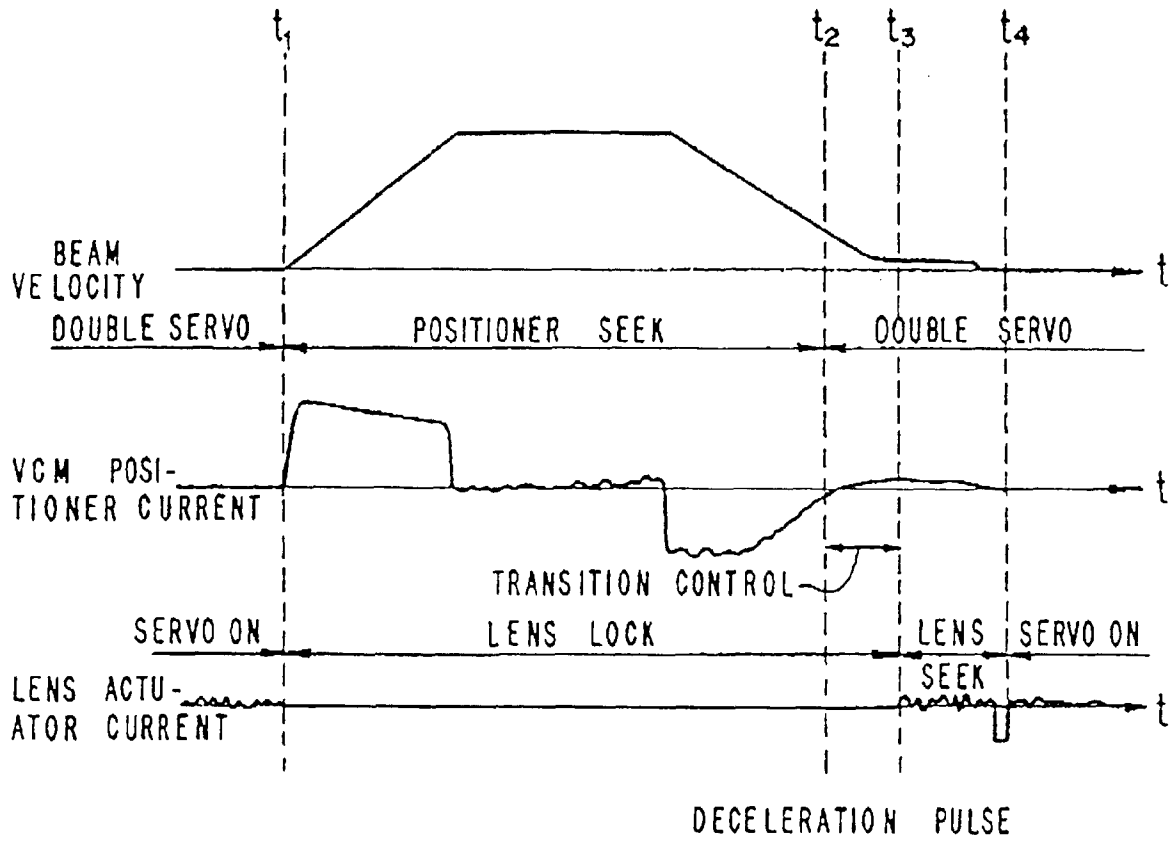 t1 t2 t3 t4
BEAM
VELOCITY
t
DOUBLE SERVO POSITIONER SEEK DOUBLE SERVO
VCM POSI-
TIONER CURRENT
t
TRANSITION CONTROL
SERVO ON LENS LOCK LENS SERVO ON
SEEK
LENS ACTU-
ATOR CURRENT
t
DECELERATION PULSE